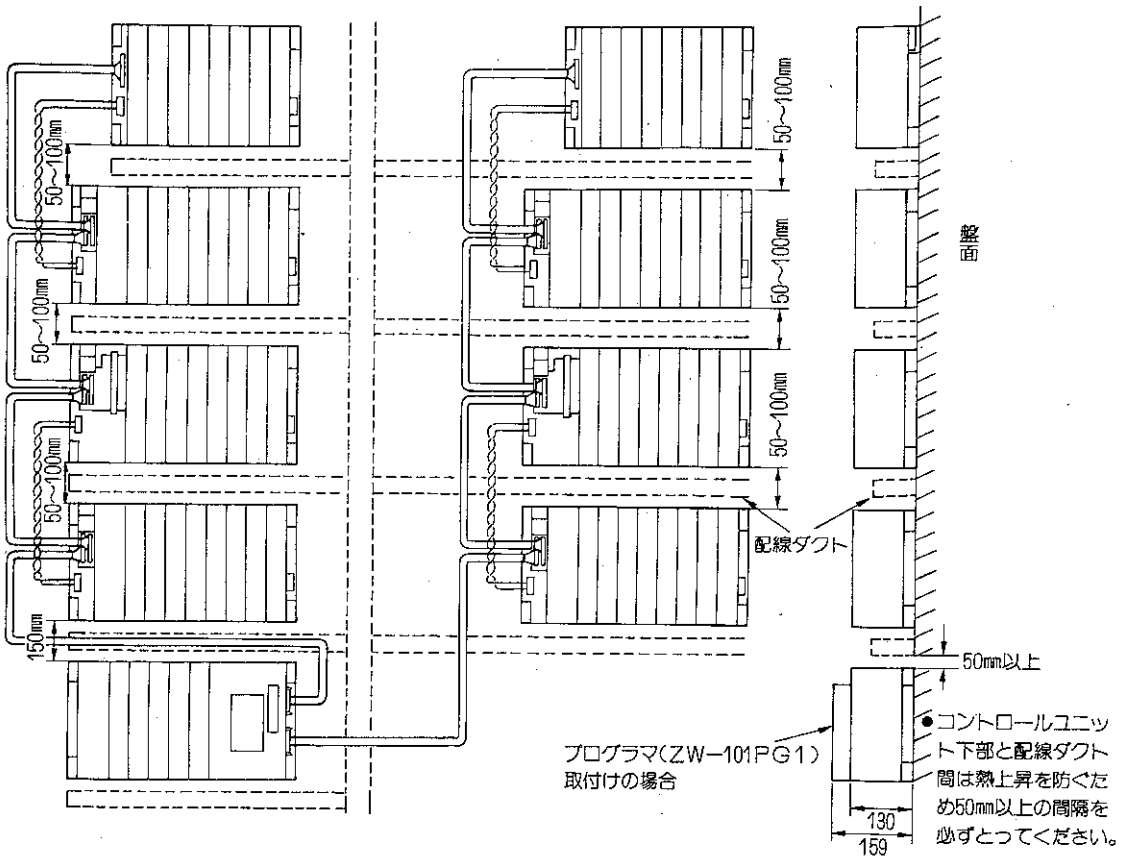 50~100mm
50~100mm
50~100mm
150mm
50~100mm
50~100mm
50~100mm
盤面
配線ダクト
50mm以上
プログラマ(ZW-101PG1)
取付けの場合
130
159
●コントロールユニッ
ト下部と配線ダクト
間は熱上昇を防ぐた
め50mm以上の間隔を
必ずとってください。